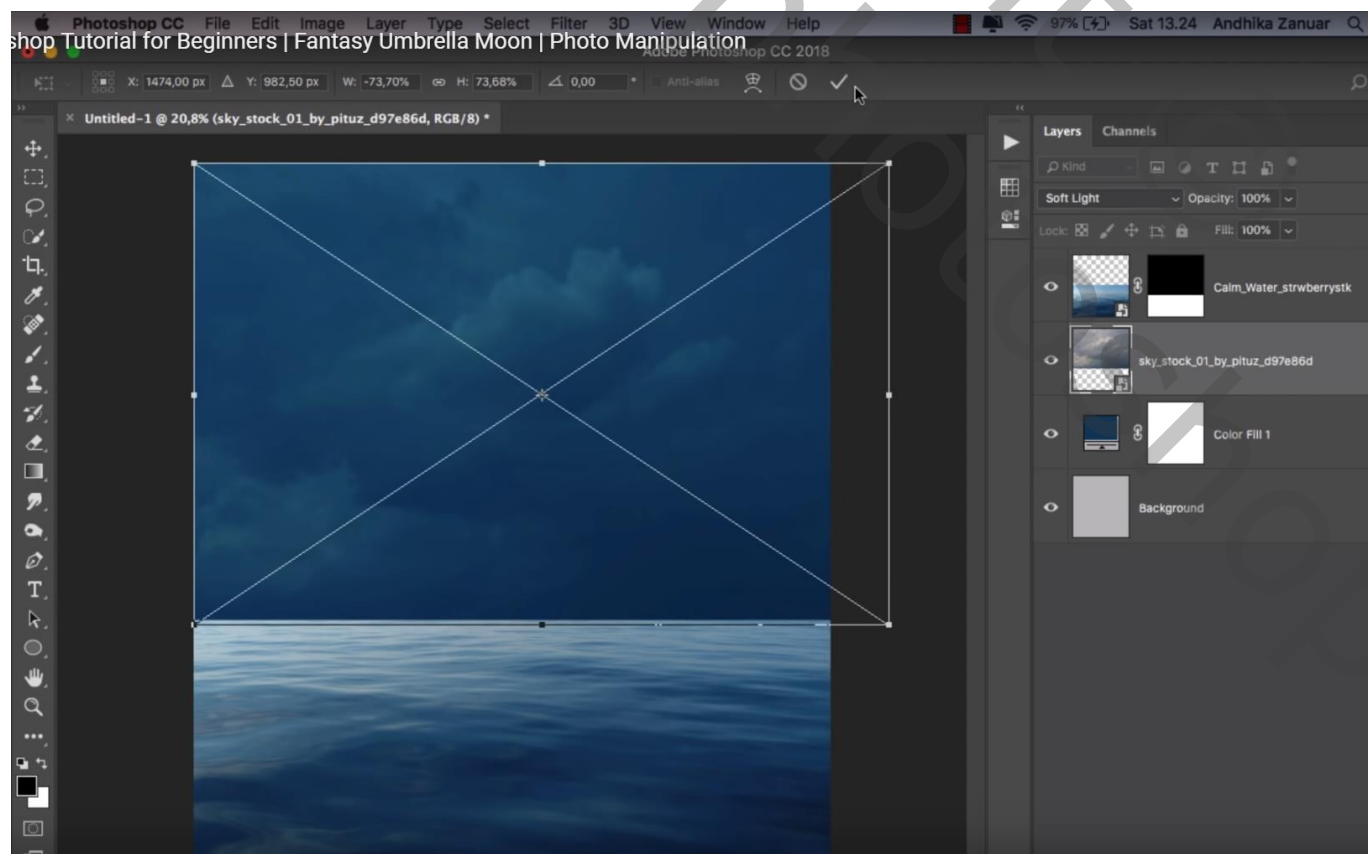 Photoshop CC File Edit Image Layer Type Select Filter 3D View Window Help 97% Sat 13.24 Andhika Zanuar
shop Tutorial for Beginners | Fantasy Umbrella Moon | Photo Manipulation
Adobe Photoshop CC 2018
X: 1474,00 px Y: 982,50 px W: -73,70% H: 73,68% 0,00 ° Anti-alias
× Untitled-1 @ 20,8% (sky_stock_01_by_pituz_d97e86d, RGB/8) *
Layers Channels
Kind
Soft Light Opacity: 100%
Lock: Fill: 100%
Calm_Water_strwberrystk
sky_stock_01_by_pituz_d97e86d
Color Fill 1
Background